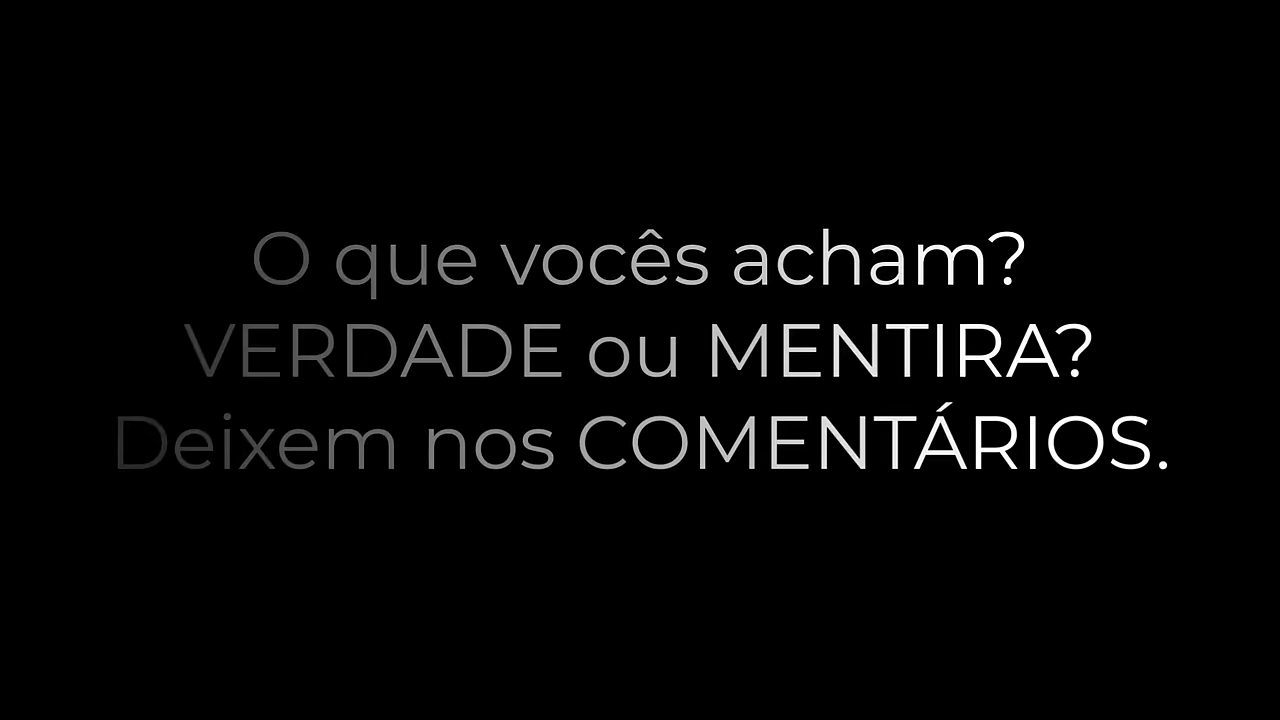 O que vocês acham?
VERDADE ou MENTIRA?
Deixem nos COMENTÁRIOS.